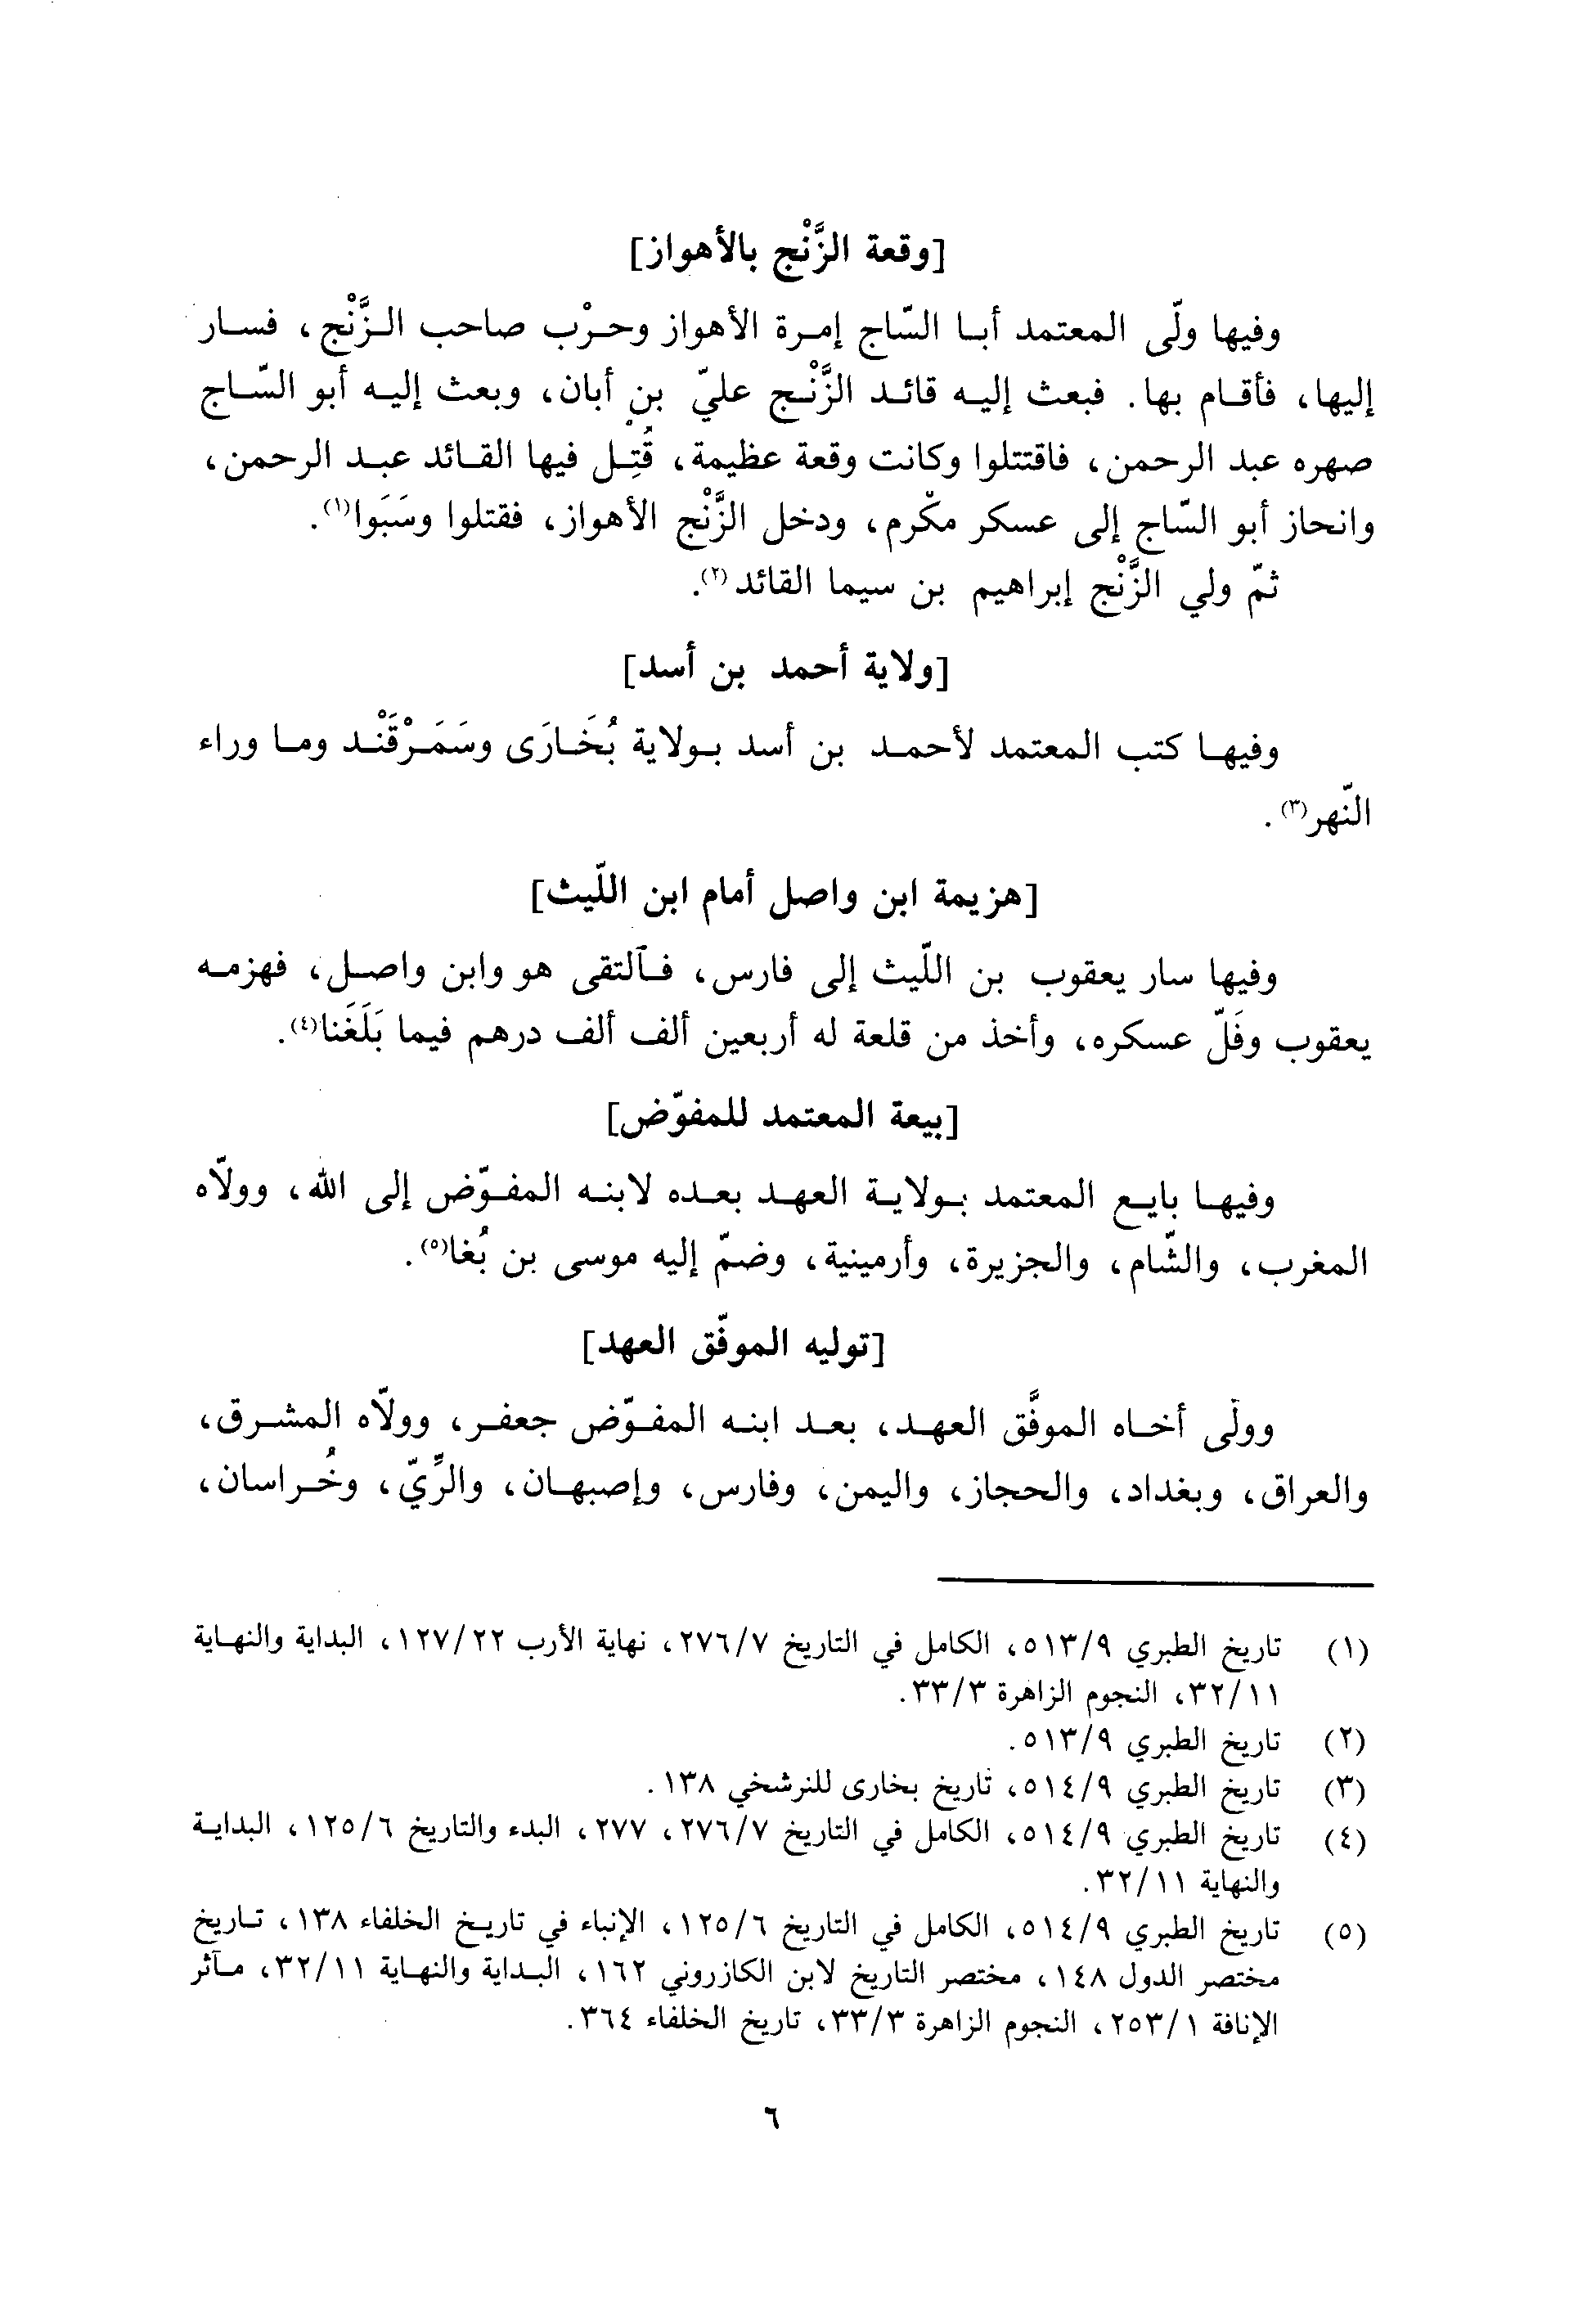 [وقعة الزَّنْج بالأهواز]
وفيها ولّى المعتمد أبا السّاج إمرة الأهواز وحرْب صاحب الزَّنْج، فسار
إليها، فأقام بها. فبعث إليه قائد الزَّنْج عليّ بن أبان، وبعث إليه أبو السّاج
صهره عبد الرحمن، فاقتتلوا وكانت وقعة عظيمة، قُتِل فيها القائد عبد الرحمن،
وانحاز أبو السّاج إلى عسكر مكْرم، ودخل الزَّنْج الأهواز، فقتلوا وسَبَوا(١).
ثمّ ولي الزَّنْج إبراهيم بن سيما القائد(٢).
[ولاية أحمد بن أسد]
وفيها كتب المعتمد لأحمد بن أسد بولاية بُخَارَى وسَمَرْقَنْد وما وراء
النّهر(٣).
[هزيمة ابن واصل أمام ابن اللّيث]
وفيها سار يعقوب بن اللّيث إلى فارس، فٱلتقى هو وابن واصل، فهزمه
يعقوب وفَلّ عسكره، وأخذ من قلعة له أربعين ألف ألف درهم فيما بَلَغَنا(٤).
[بيعة المعتمد للمفوّض]
وفيها بايع المعتمد بولاية العهد بعده لابنه المفوّض إلى الله، وولاّه
المغرب، والشّام، والجزيرة، وأرمينية، وضمّ إليه موسى بن بُغا(٥).
[توليه الموفّق العهد]
وولّى أخاه الموفَّق العهد، بعد ابنه المفوّض جعفر، وولاّه المشرق،
والعراق، وبغداد، والحجاز، واليمن، وفارس، وإصبهان، والرِّيّ، وخُراسان،
(١) تاريخ الطبري ٥١٣/٩، الكامل في التاريخ ٢٧٦/٧، نهاية الأرب ١٢٧/٢٢، البداية والنهاية
٣٢/١١، النجوم الزاهرة ٣٣/٣.
(٢) تاريخ الطبري ٥١٣/٩.
(٣) تاريخ الطبري ٥١٤/٩، تاريخ بخارى للنرشخي ١٣٨.
(٤) تاريخ الطبري ٥١٤/٩، الكامل في التاريخ ٢٧٦/٧، ٢٧٧، البدء والتاريخ ١٢٥/٦، البداية
والنهاية ٣٢/١١.
(٥) تاريخ الطبري ٥١٤/٩، الكامل في التاريخ ١٢٥/٦، الإنباء في تاريخ الخلفاء ١٣٨، تاريخ
مختصر الدول ١٤٨، مختصر التاريخ لابن الكازروني ١٦٢، البداية والنهاية ٣٢/١١، مآثر
الإنافة ٢٥٣/١، النجوم الزاهرة ٣٣/٣، تاريخ الخلفاء ٣٦٤.
٦